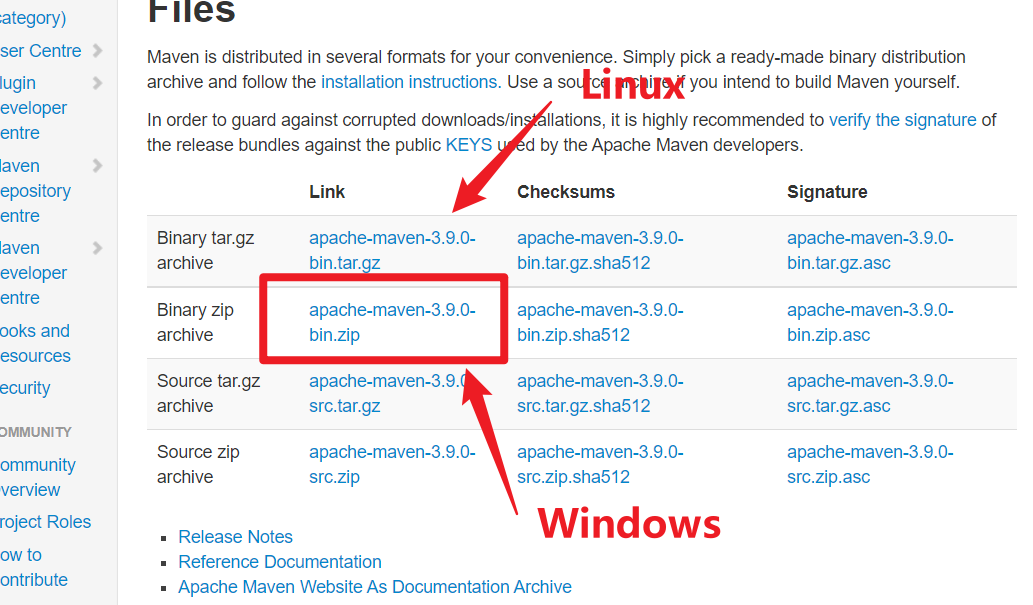 Files
category)
ser Centre
Maven is distributed in several formats for your convenience. Simply pick a ready-made binary distribution
archive and follow the installation instructions. Use a source archive if you intend to build Maven yourself.
Linux
lugin
eveloper
entre
In order to guard against corrupted downloads/installations, it is highly recommended to verify the signature of
the release bundles against the public KEYS used by the Apache Maven developers.
aven
epository
entre
Link Checksums Signature
Binary tar.gz apache-maven-3.9.0- apache-maven-3.9.0- apache-maven-3.9.0-
archive bin.tar.gz bin.tar.gz.sha512 bin.tar.gz.asc
aven
eveloper
entre
Binary zip apache-maven-3.9.0- apache-maven-3.9.0- apache-maven-3.9.0-
archive bin.zip bin.zip.sha512 bin.zip.asc
ooks and
esources
ecurity
Source tar.gz apache-maven-3.9.0- apache-maven-3.9.0- apache-maven-3.9.0-
archive src.tar.gz src.tar.gz.sha512 src.tar.gz.asc
OMMUNITY
Source zip apache-maven-3.9.0- apache-maven-3.9.0- apache-maven-3.9.0-
archive src.zip src.zip.sha512 src.zip.asc
ommunity
verview
roject Roles
Windows
Release Notes
ow to
ontribute
Reference Documentation
Apache Maven Website As Documentation Archive